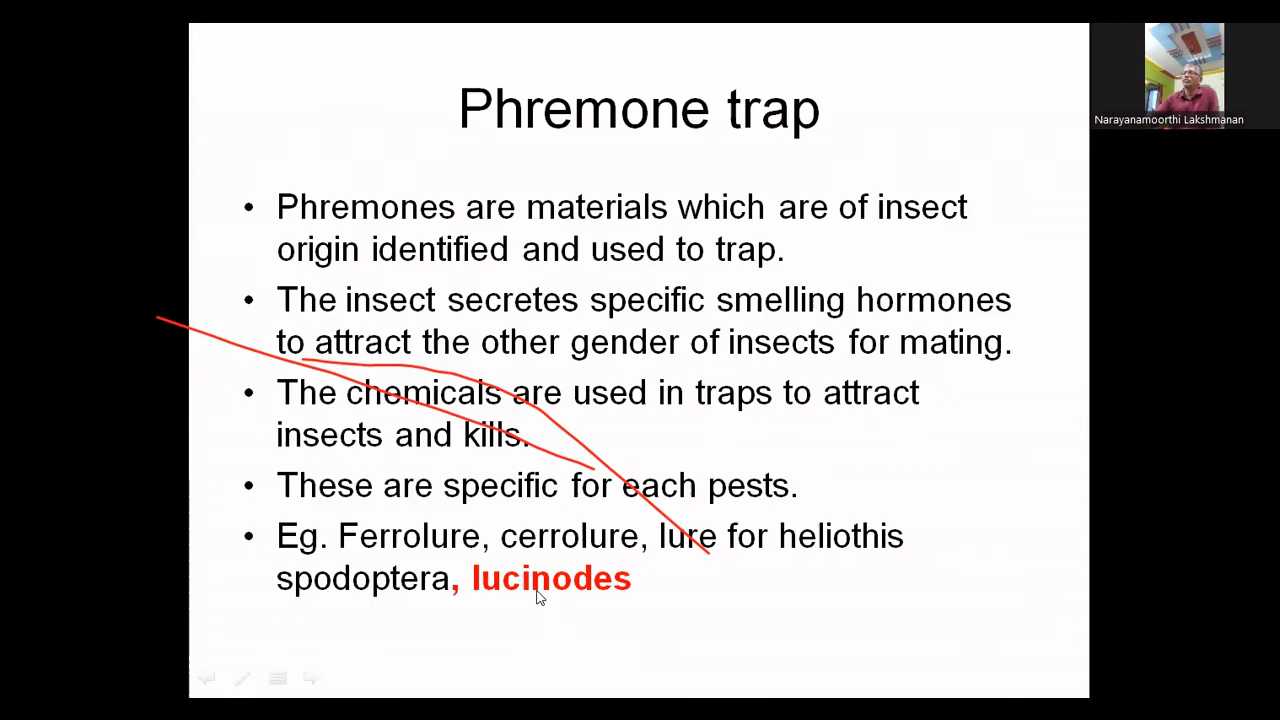 Phremone trap
Narayanamoorthi Lakshmanan
• Phremones are materials which are of insect
origin identified and used to trap.
• The insect secretes specific smelling hormones
to attract the other gender of insects for mating.
• The chemicals are used in traps to attract
insects and kills.
• These are specific for each pests.
• Eg. Ferrolure, cerrolure, lure for heliothis
spodoptera, lucinodes